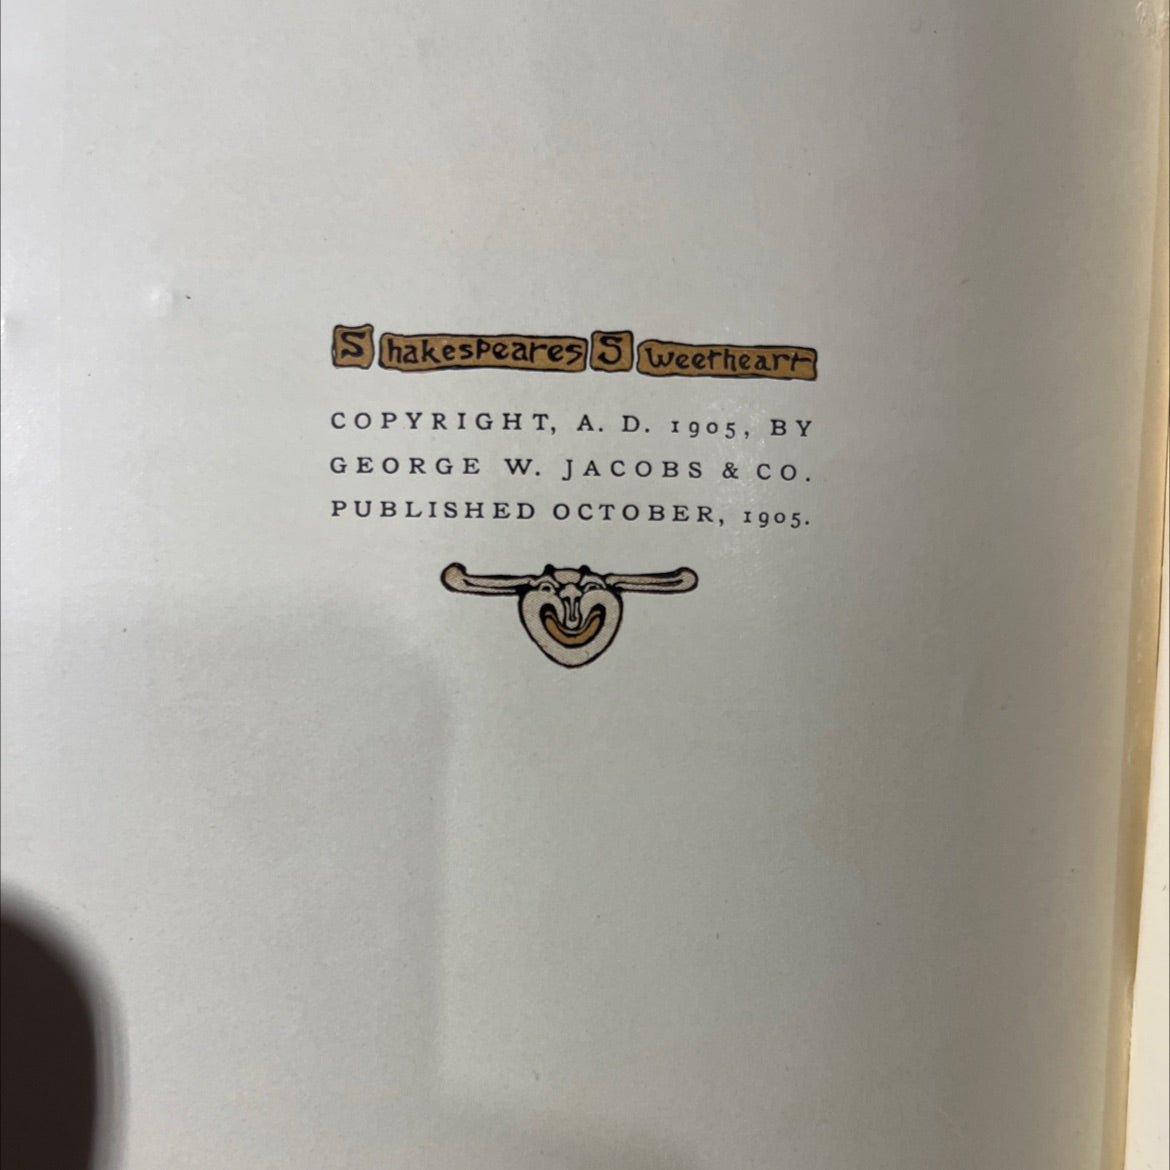 Shakespeares Sweetheart
COPYRIGHT, A. D. 1905, BY
GEORGE W. JACOBS & CO.
PUBLISHED OCTOBER, 1905.